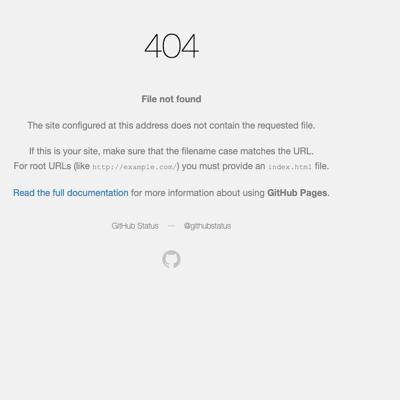 404
File not found
The site configured at this address does not contain the requested file.
If this is your site, make sure that the filename case matches the URL.
For root URLs (like http://example.com/) you must provide an index.html file.
Read the full documentation for more information about using GitHub Pages.
GitHub Status — @githubstatus